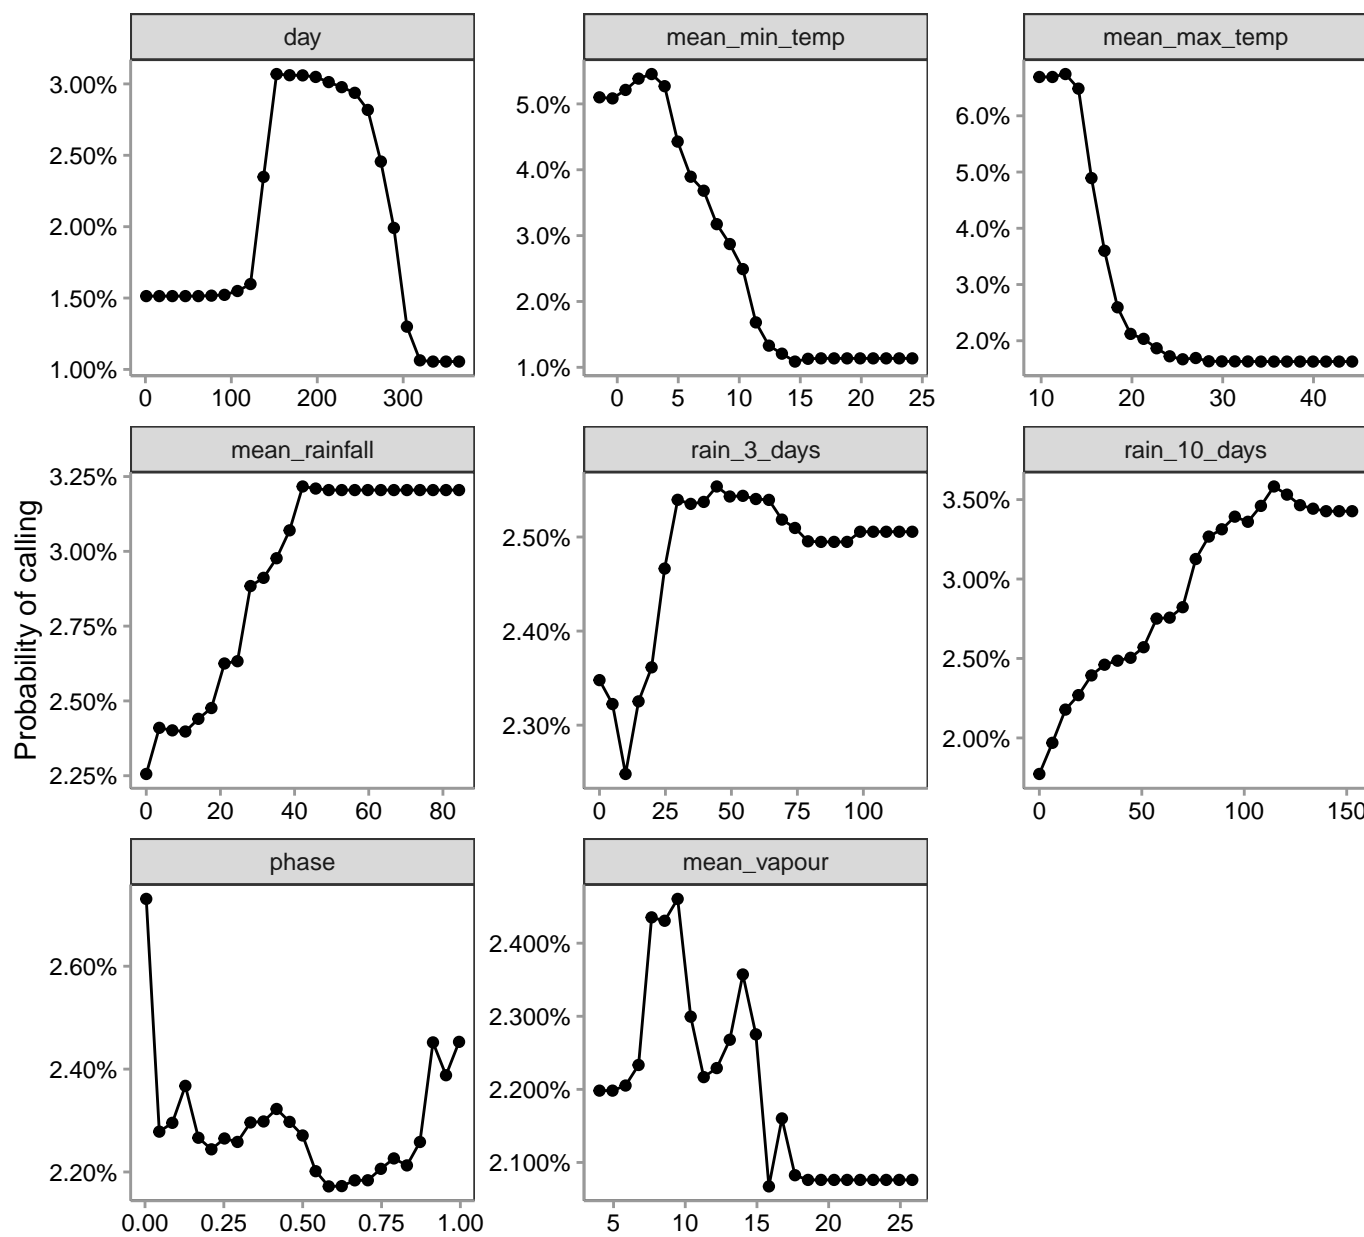 day
mean_min_temp
mean_max_temp
3.00%
2.50%
2.00%
1.50%
1.00%
0 100 200 300
5.0%
4.0%
3.0%
2.0%
1.0%
0 5 10 15 20 25
6.0%
5.0%
4.0%
3.0%
2.0%
10 20 30 40
Probability of calling
mean_rainfall
rain_3_days
rain_10_days
3.25%
3.00%
2.75%
2.50%
2.25%
0 20 40 60 80
2.50%
2.40%
2.30%
0 25 50 75 100
3.50%
3.00%
2.50%
2.00%
0 50 100 150
phase
mean_vapour
2.60%
2.40%
2.20%
0.00 0.25 0.50 0.75 1.00
2.400%
2.300%
2.200%
2.100%
5 10 15 20 25